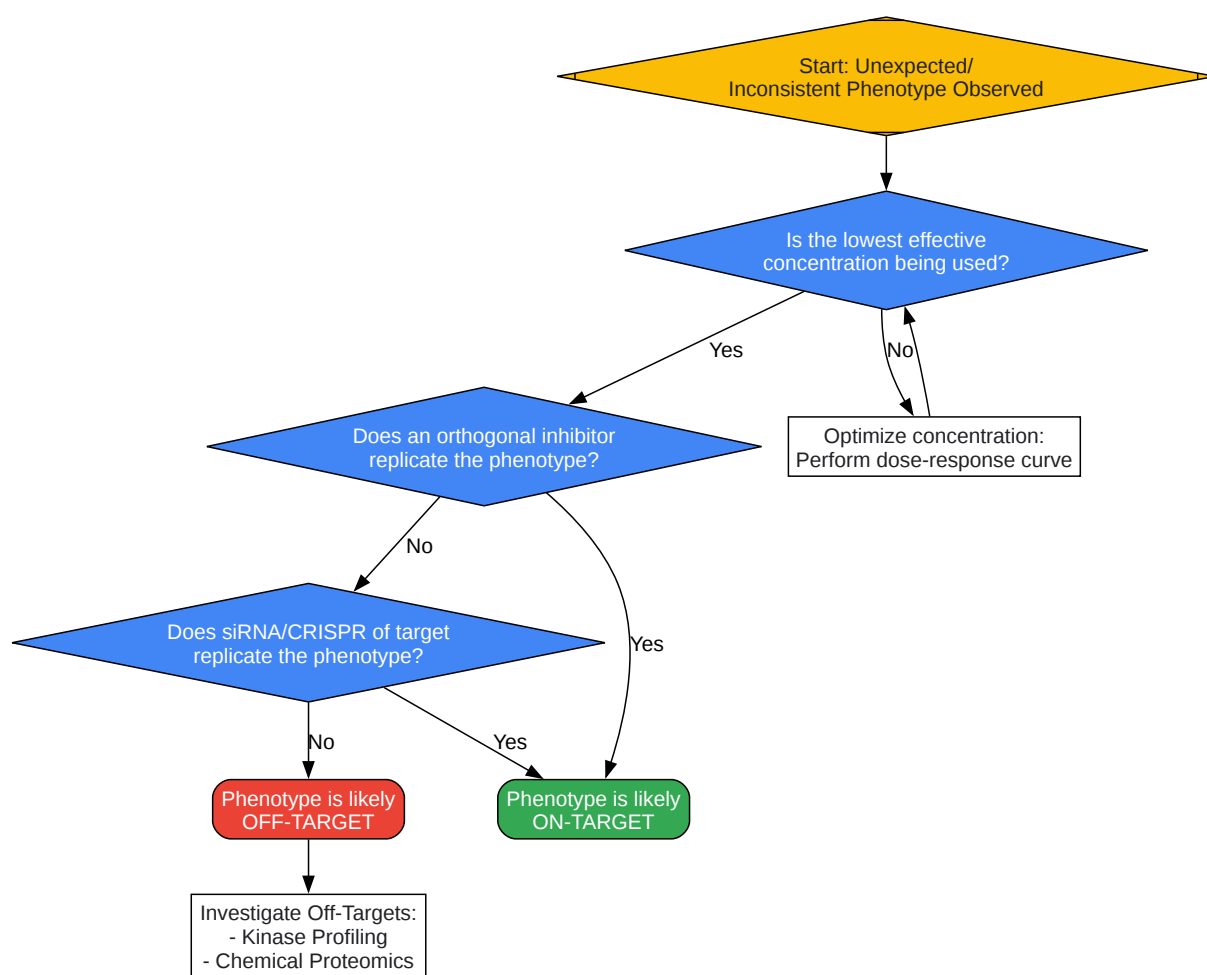 Start: Unexpected/
Inconsistent Phenotype Observed
Is the lowest effective
concentration being used?
Yes
No
Does an orthogonal inhibitor
replicate the phenotype?
Optimize concentration:
Perform dose-response curve
No
Yes
Does siRNA/CRISPR of target
replicate the phenotype?
No
Yes
Phenotype is likely
OFF-TARGET
Phenotype is likely
ON-TARGET
Investigate Off-Targets:
- Kinase Profiling
- Chemical Proteomics